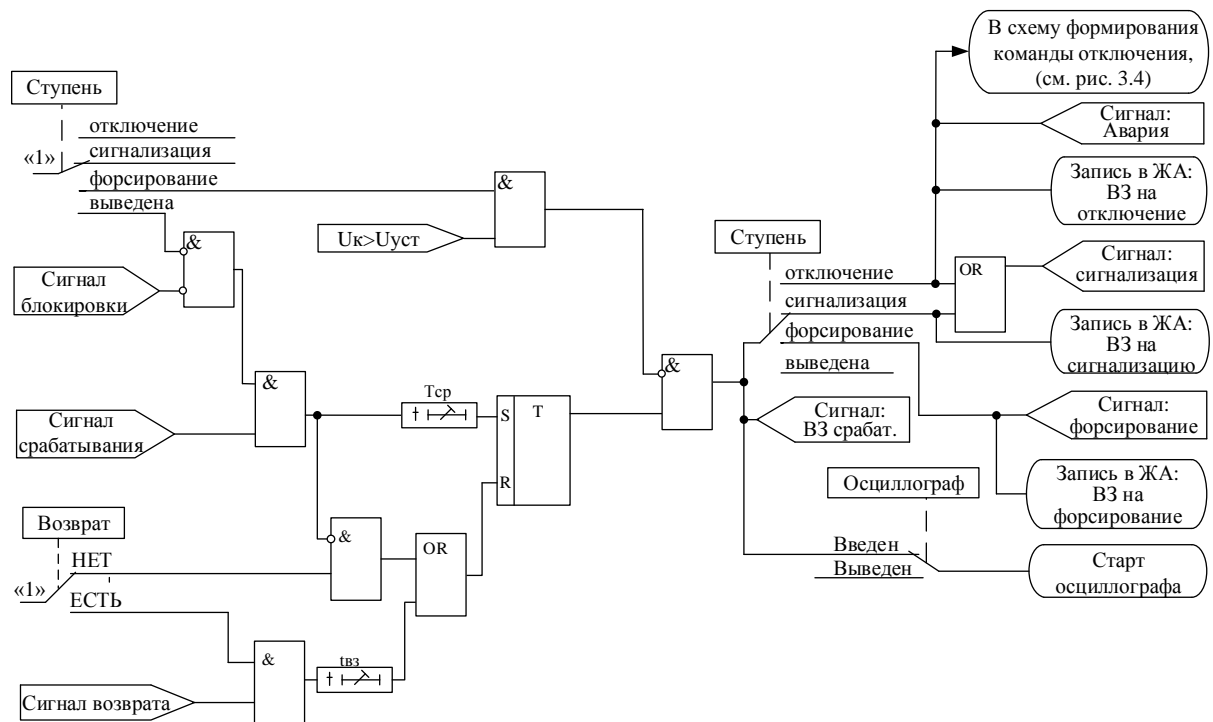 Ступень
отключение
«1»
сигнализация
форсирование
выведена
&
Сигнал
блокировки
&
Uк>Uуст
&
Сигнал
срабатывания
Tср
S
T
R
Возврат
НЕТ
«1»
ЕСТЬ
&
OR
&
tвз
Сигнал возврата
&
Ступень
отключение
сигнализация
форсирование
выведена
Сигнал:
ВЗ срабат.
Осциллограф
Введен
Выведен
OR
В схему формирования
команды отключения,
(см. рис. 3.4)
Сигнал:
Авария
Запись в ЖА:
ВЗ на
отключение
Сигнал:
сигнализация
Запись в ЖА:
ВЗ на
сигнализацию
Сигнал:
форсирование
Запись в ЖА:
ВЗ на
форсирование
Старт
осциллографа